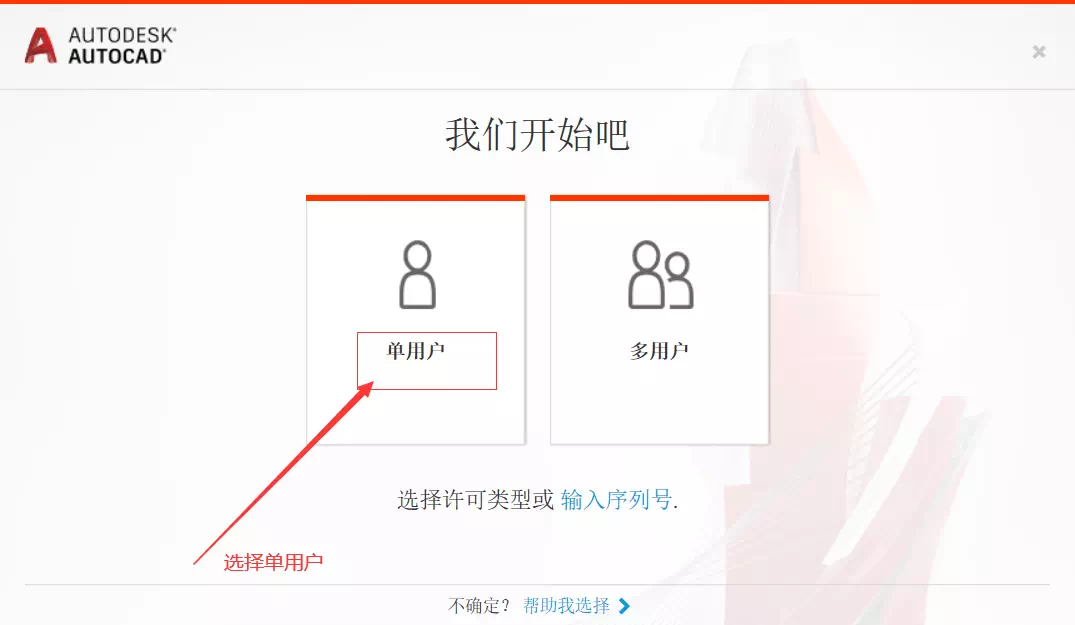 AUTODESK®
AUTOCAD®
我们开始吧
单用户
多用户
选择许可类型或 输入序列号.
选择单用户
不确定? 帮助我选择